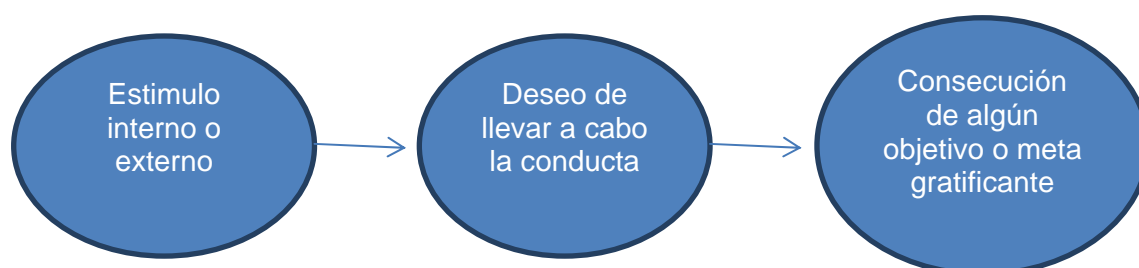 Estimulo
interno o
externo
Deseo de
llevar a cabo
la conducta
Consecución
de algún
objetivo o meta
gratificante